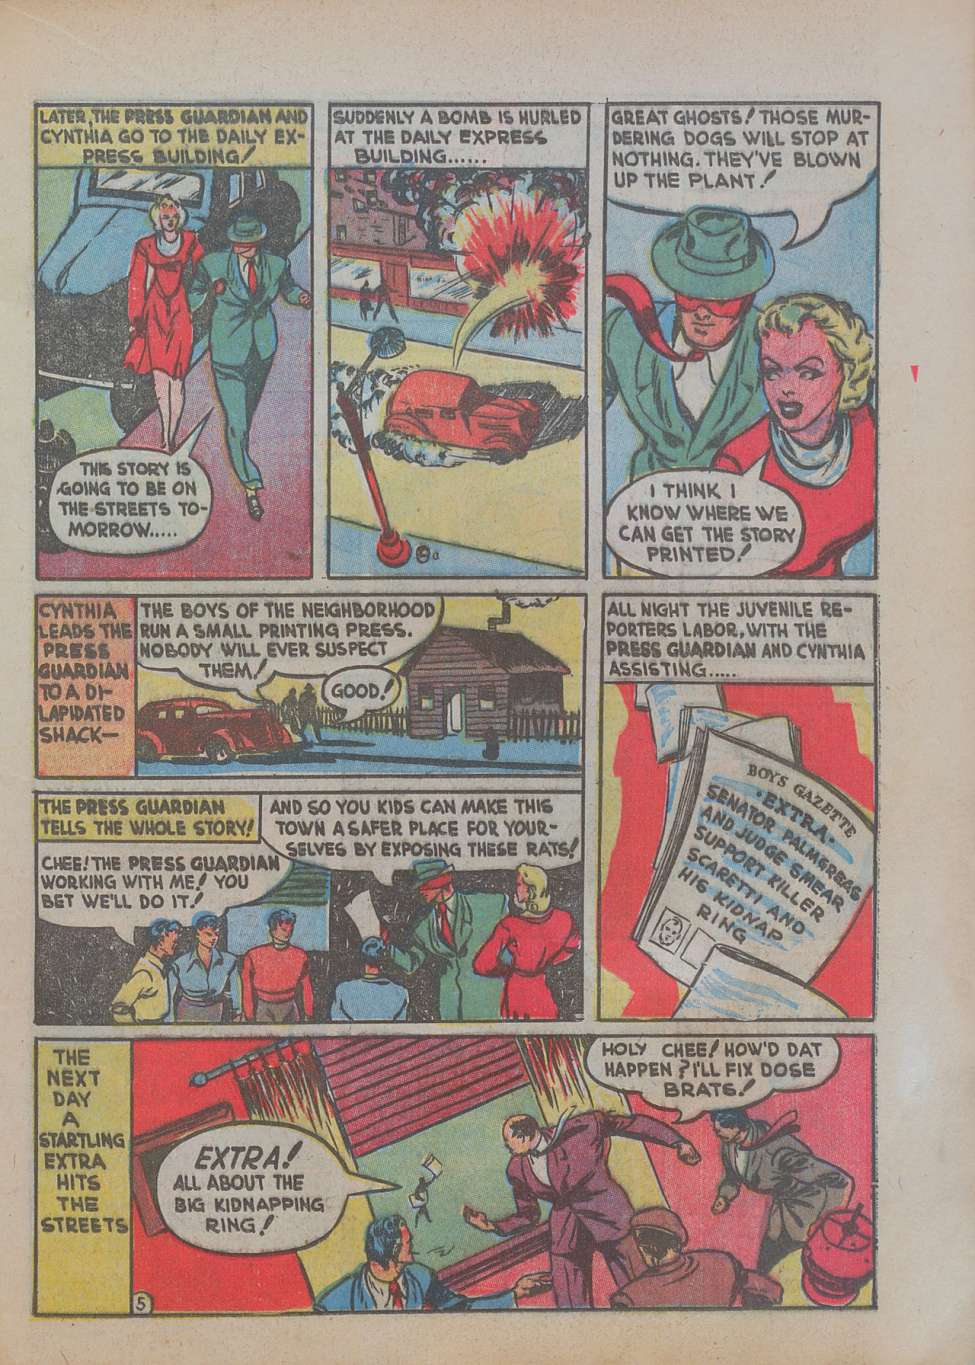 LATER, THE PRESS GUARDIAN AND
CYNTHIA GO TO THE DAILY EX-
PRESS BUILDING!
THIS STORY IS
GOING TO BE ON
THE STREETS TO-
MORROW.....
SUDDENLY A BOMB IS HURLED
AT THE DAILY EXPRESS
BUILDING......
GREAT GHOSTS! THOSE MUR-
DERING DOGS WILL STOP AT
NOTHING. THEY'VE BLOWN
UP THE PLANT!
I THINK I
KNOW WHERE WE
CAN GET THE STORY
PRINTED!
CYNTHIA
LEADS THE
PRESS
GUARDIAN
TO A DI-
LAPIDATED
SHACK—
THE BOYS OF THE NEIGHBORHOOD
RUN A SMALL PRINTING PRESS.
NOBODY WILL EVER SUSPECT
THEM!
GOOD!
THE PRESS GUARDIAN
TELLS THE WHOLE STORY!
CHEE! THE PRESS GUARDIAN
WORKING WITH ME! YOU
BET WE'LL DO IT!
AND SO YOU KIDS CAN MAKE THIS
TOWN A SAFER PLACE FOR YOUR-
SELVES BY EXPOSING THESE RATS!
ALL NIGHT THE JUVENILE RE-
PORTERS LABOR, WITH THE
PRESS GUARDIAN AND CYNTHIA
ASSISTING.....
BOYS GAZETTE
·EXTRA·
SENATOR PALMEREAS
AND JUDGE SMEAR
SUPPORT KILLER
SCARETTI AND
HIS KIDNAP
RING
THE
NEXT
DAY
A
STARTLING
EXTRA
HITS
THE
STREETS
EXTRA!
ALL ABOUT THE
BIG KIDNAPPING
RING!
HOLY CHEE! HOW'D DAT
HAPPEN? I'LL FIX DOSE
BRATS!
5